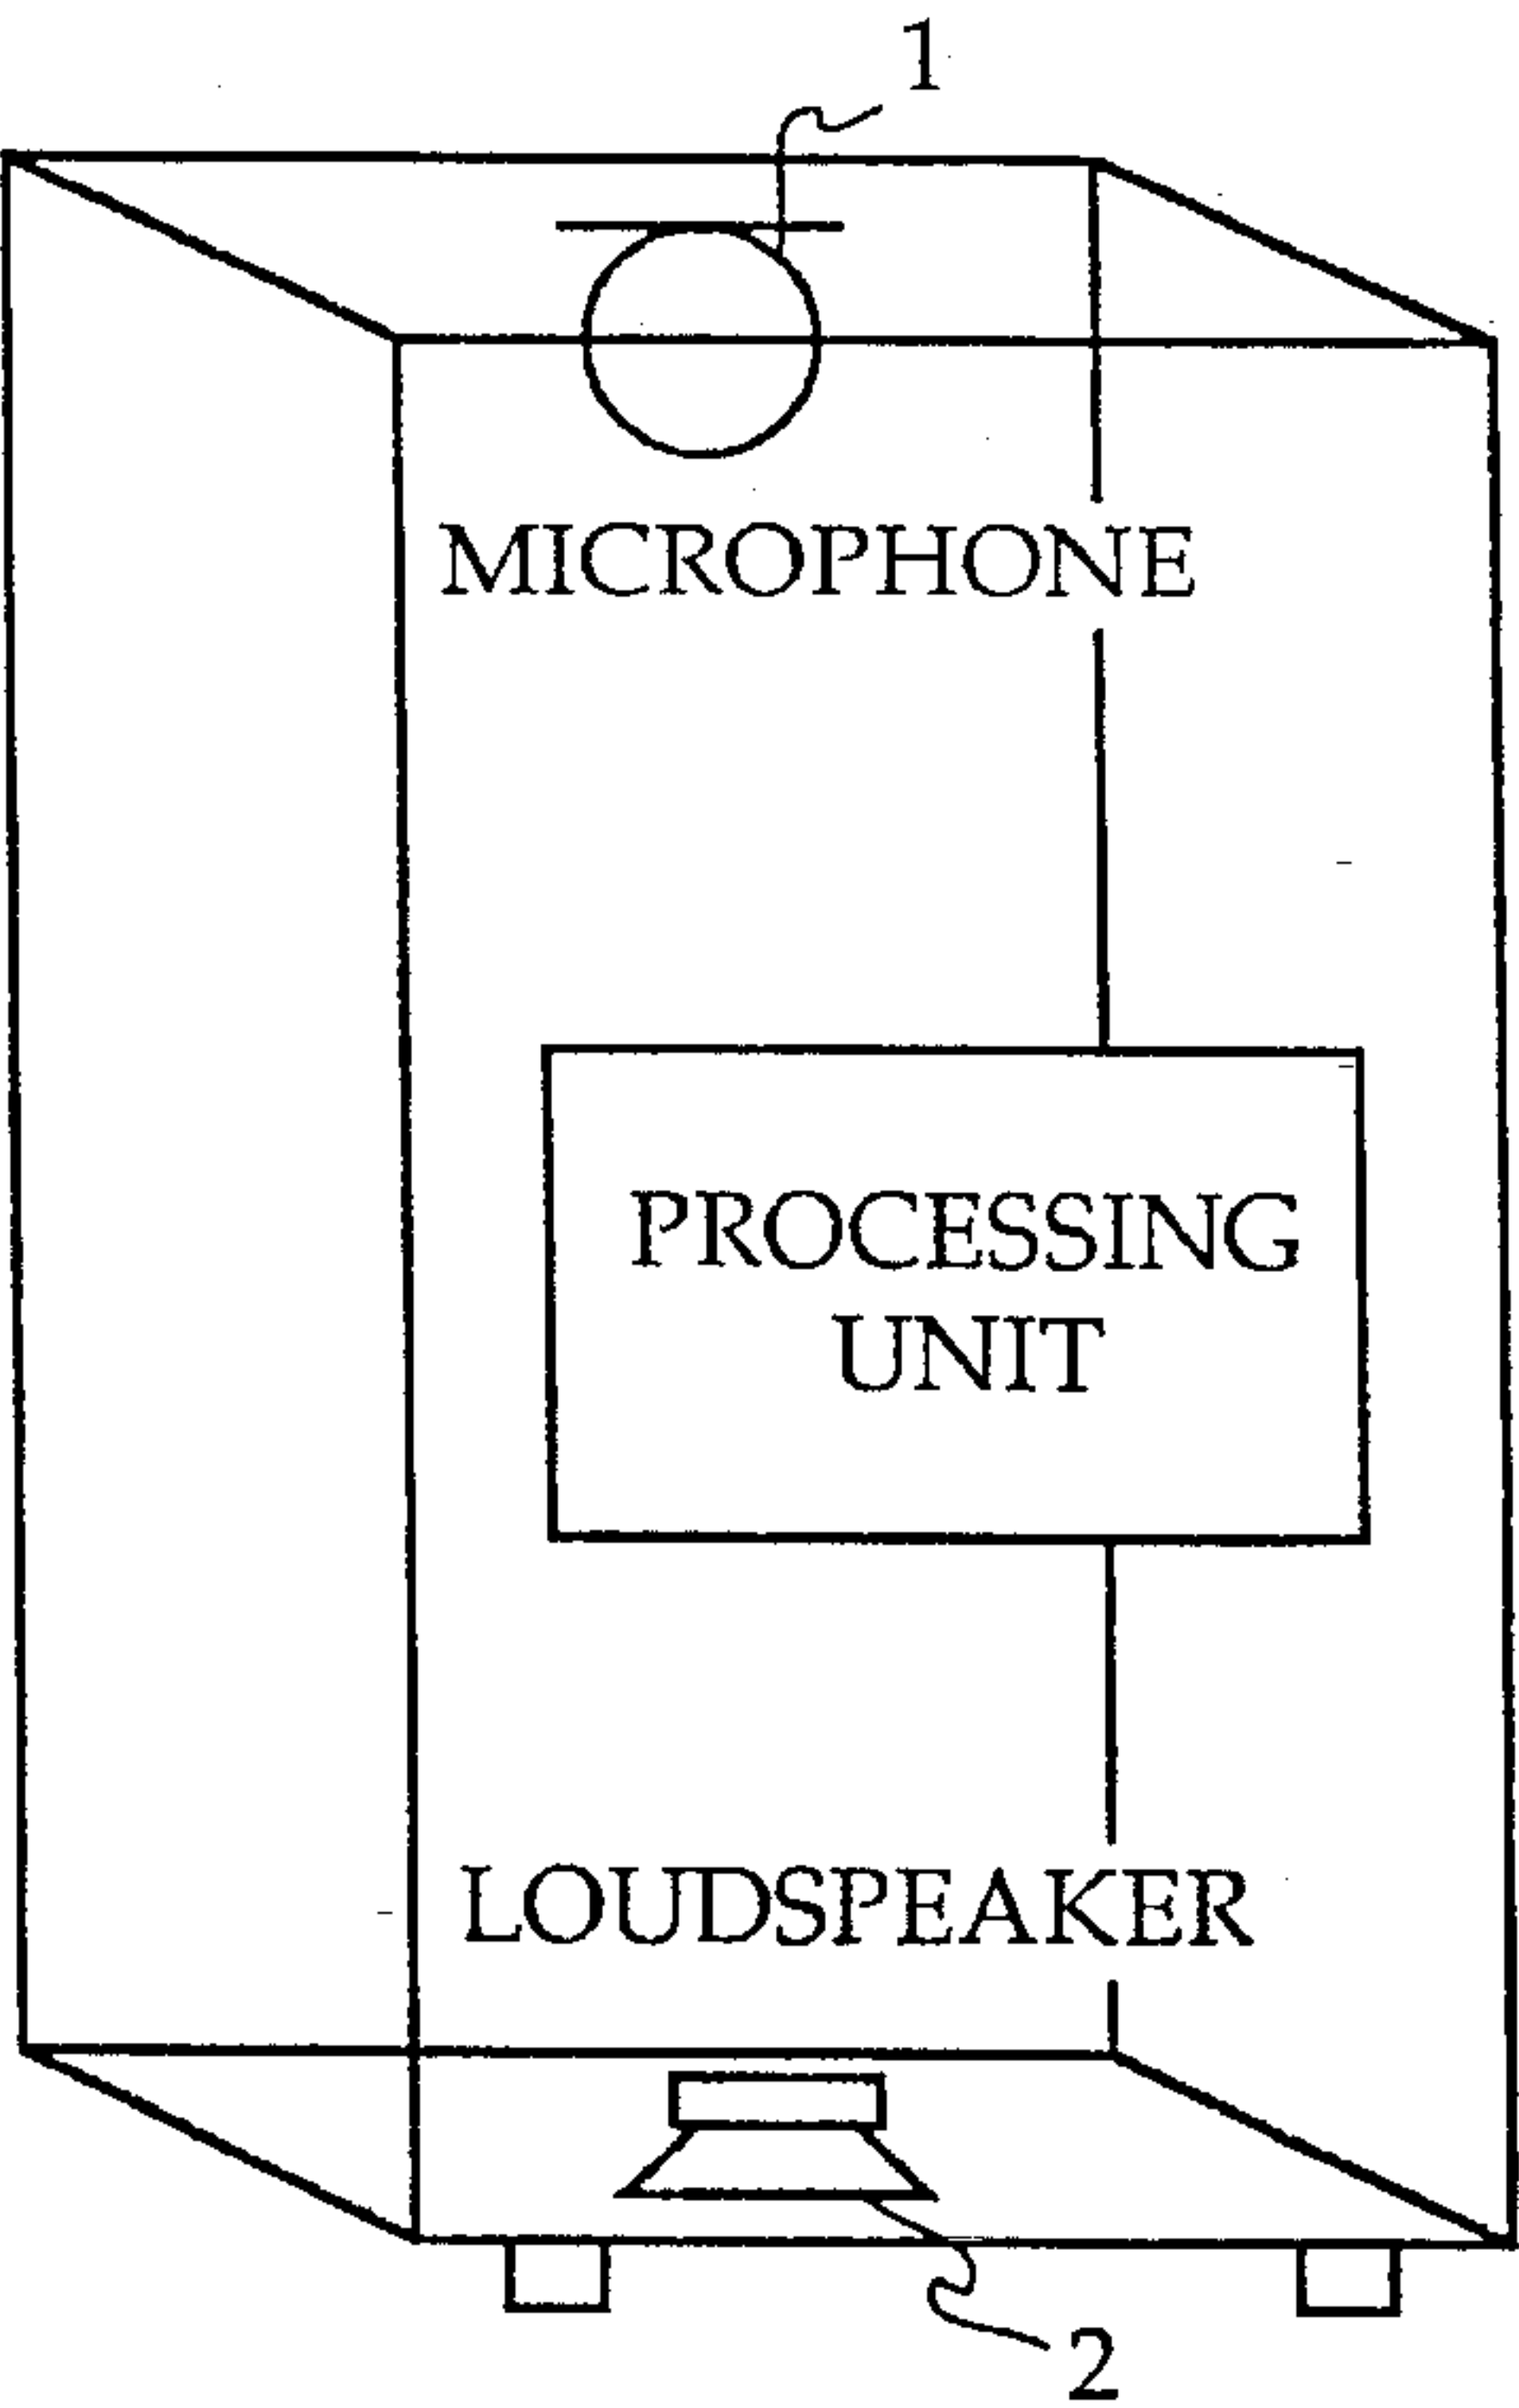 1
MICROPHONE
PROCESSING
UNIT
LOUDSPEAKER
2